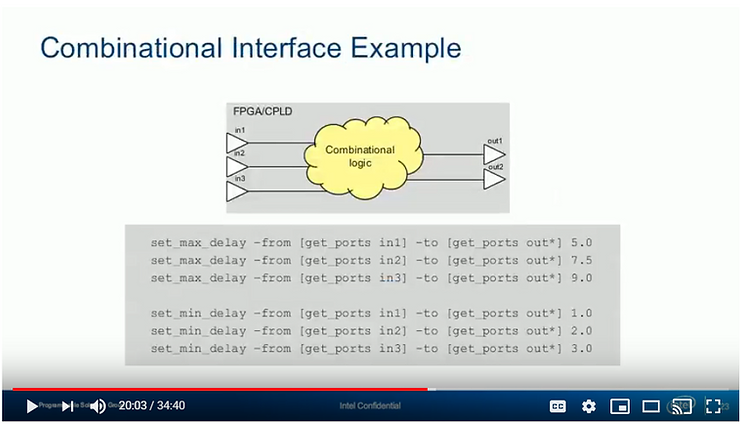 Combinational Interface Example
FPGA/CPLD
in1
in2
in3
Combinational
logic
out1
out2
set_max_delay -from [get_ports in1] -to [get_ports out*] 5.0
set_max_delay -from [get_ports in2] -to [get_ports out*] 7.5
set_max_delay -from [get_ports in3] -to [get_ports out*] 9.0
set_min_delay -from [get_ports in1] -to [get_ports out*] 1.0
set_min_delay -from [get_ports in2] -to [get_ports out*] 2.0
set_min_delay -from [get_ports in3] -to [get_ports out*] 3.0
20:03 / 34:40
Intel Confidential
CC